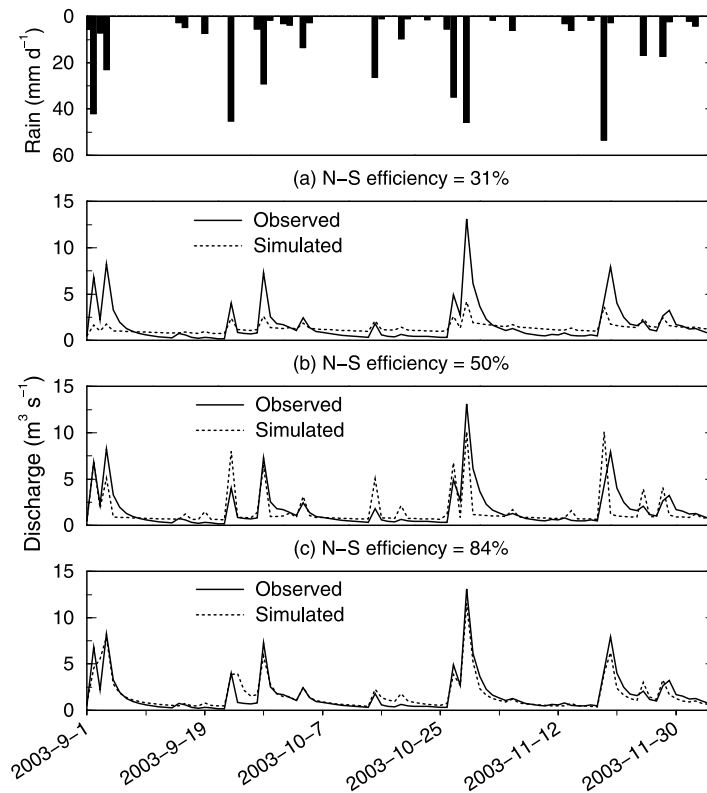 0
20
40
60
Rain (mm d⁻¹)
(a) N−S efficiency = 31%
15
10
5
0
Observed
Simulated
(b) N−S efficiency = 50%
15
10
5
0
Observed
Simulated
Discharge (m³ s⁻¹)
(c) N−S efficiency = 84%
15
10
5
0
Observed
Simulated
2003−9−1
2003−9−19
2003−10−7
2003−10−25
2003−11−12
2003−11−30